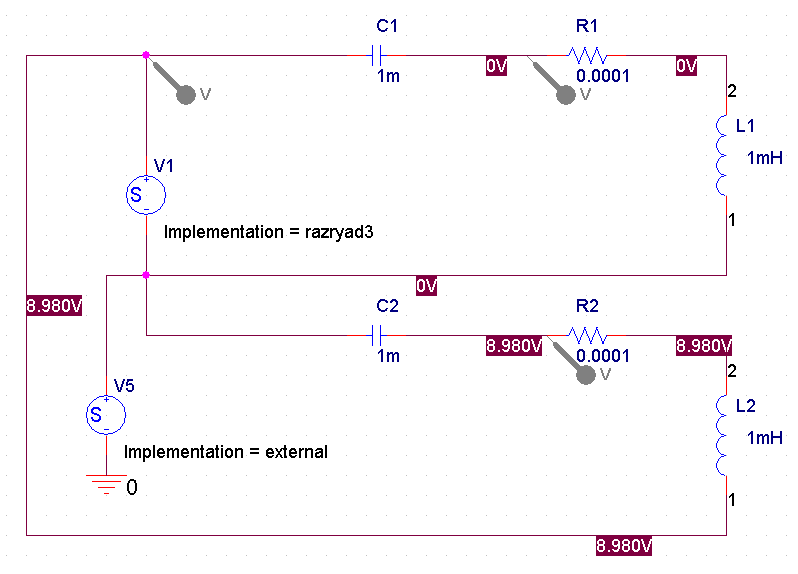 C1 R1
0V 0V
1m 0.0001
V V
2
L1
1mH
V1
S
+
-
1
Implementation = razryad3
0V
8.980V
C2 R2
8.980V 8.980V
1m 0.0001
V
2
V5
S
+
-
L2
1mH
Implementation = external
0
1
8.980V